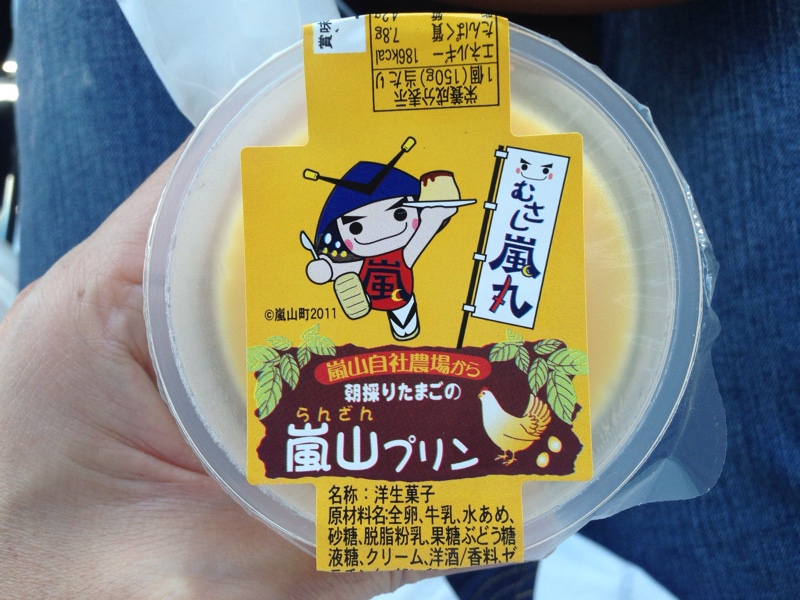 賞味
栄養成分表示
1個(150g)当たり
エネルギー 186kcal
たんぱく質 7.8g
むさし嵐丸
嵐
©嵐山町2011
嵐山自社農場から
朝採りたまごの
らんざん
嵐山プリン
名称：洋生菓子
原材料名:全卵、牛乳、水あめ、
砂糖、脱脂粉乳、果糖ぶどう糖
液糖、クリーム、洋酒/香料、ゼ